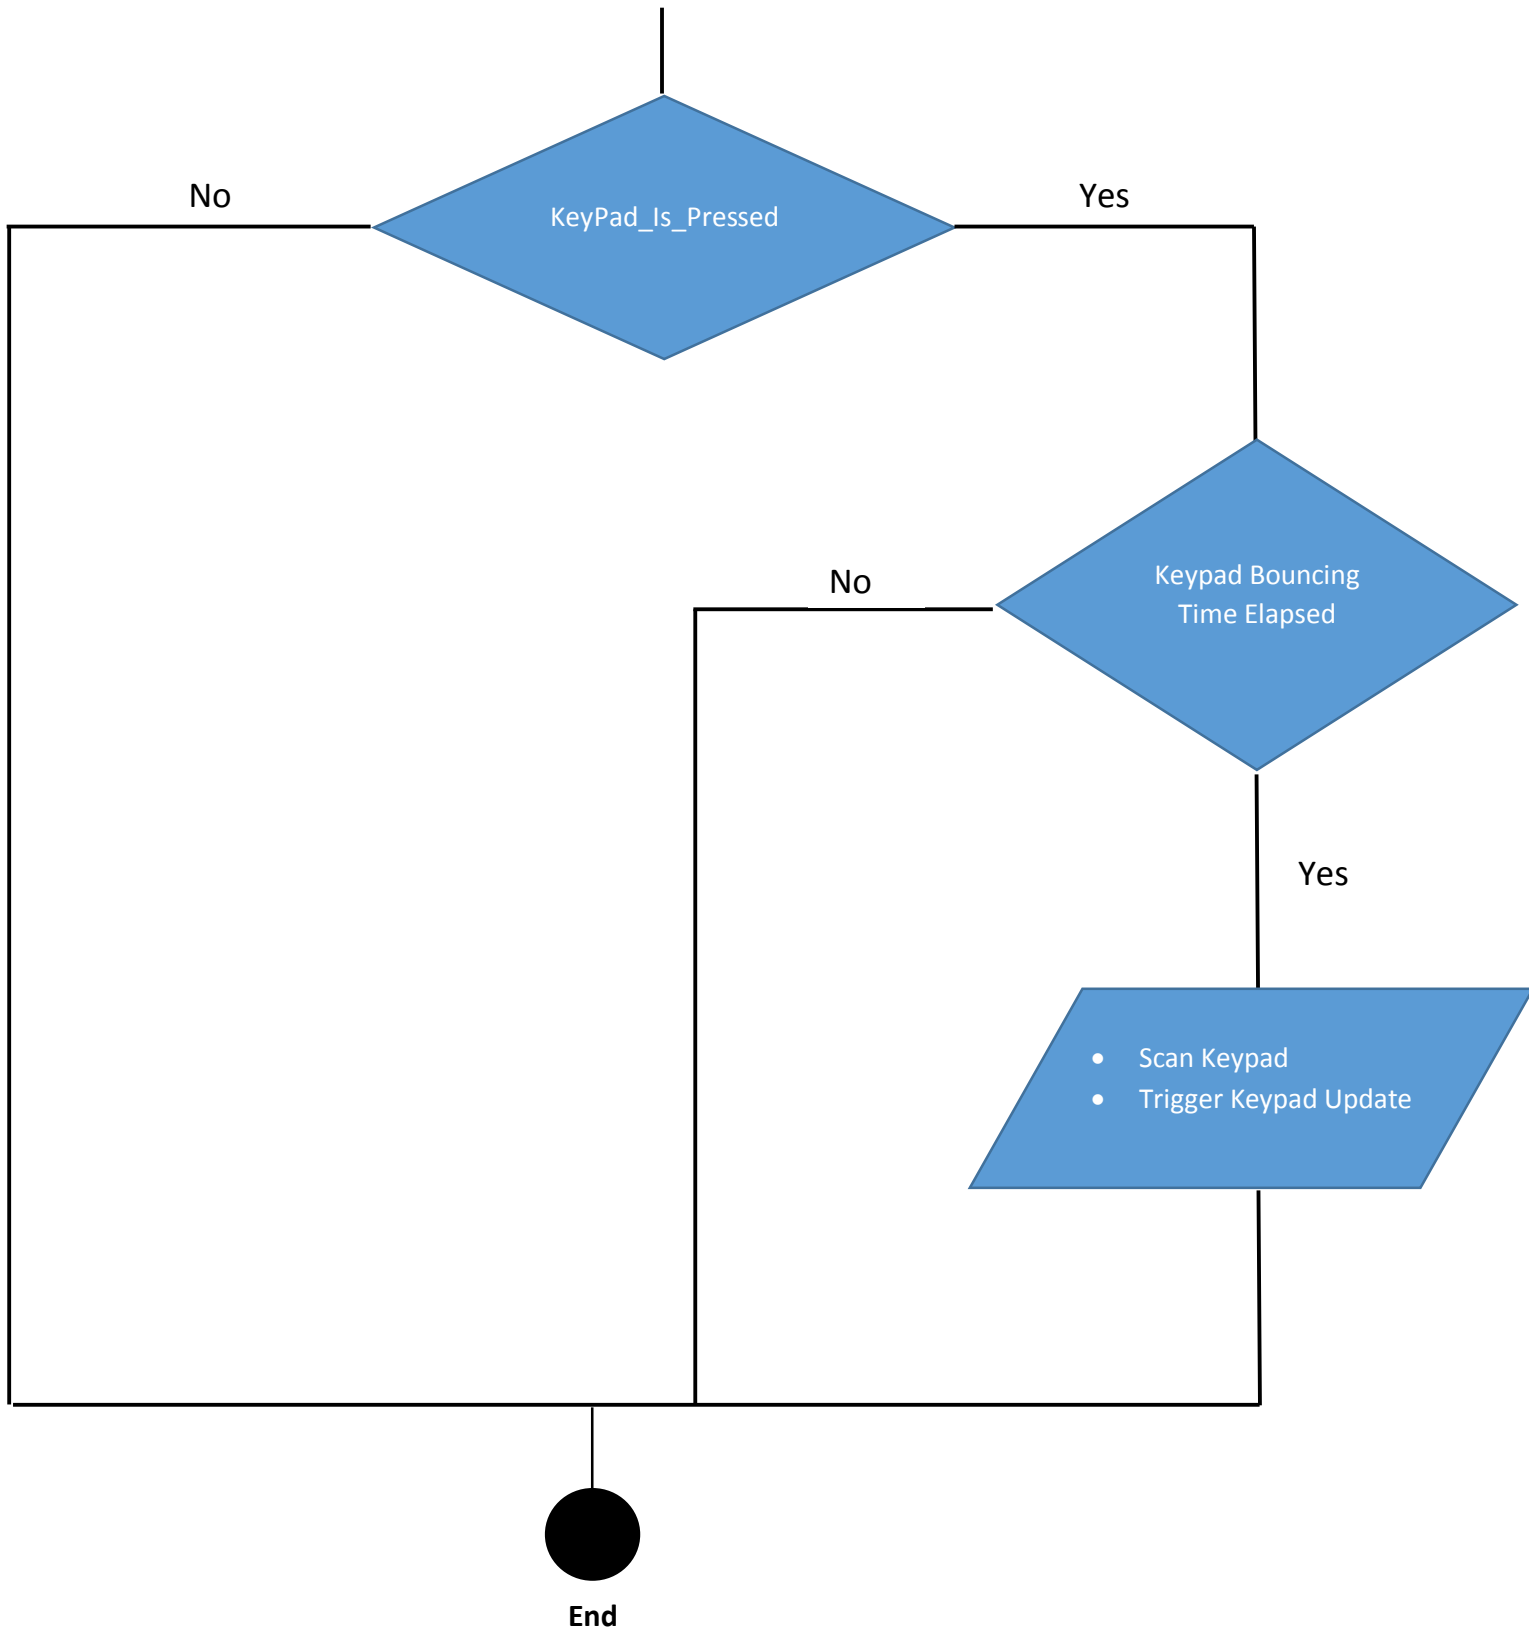 No
KeyPad_Is_Pressed
Yes
Keypad Bouncing
Time Elapsed
No
Yes
• Scan Keypad
• Trigger Keypad Update
End